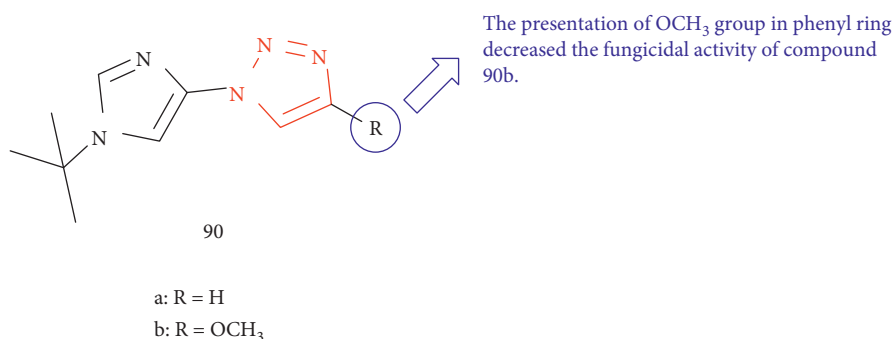 The presentation of OCH₃ group in phenyl ring
decreased the fungicidal activity of compound
90b.
N
N
N
N
N
N
R
90
a: R = H
b: R = OCH₃